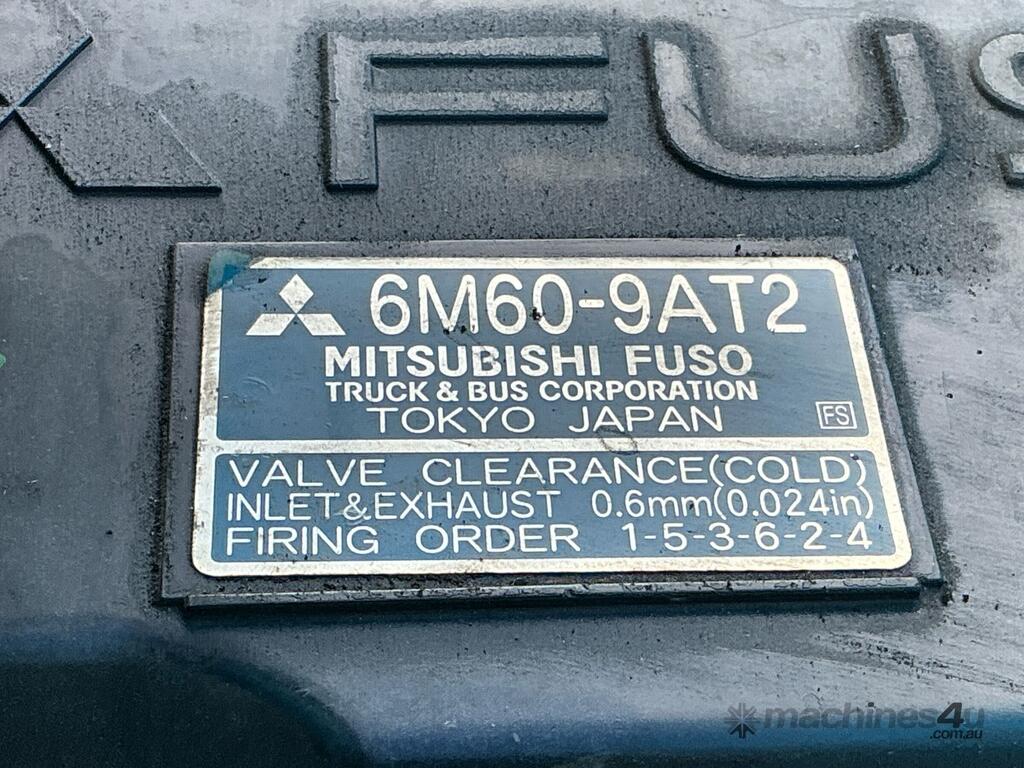 FUS
6M60-9AT2
MITSUBISHI FUSO
TRUCK & BUS CORPORATION
TOKYO JAPAN
FS
VALVE CLEARANCE(COLD)
INLET&EXHAUST 0.6mm(0.024in)
FIRING ORDER 1-5-3-6-2-4
machines4u
.com.au